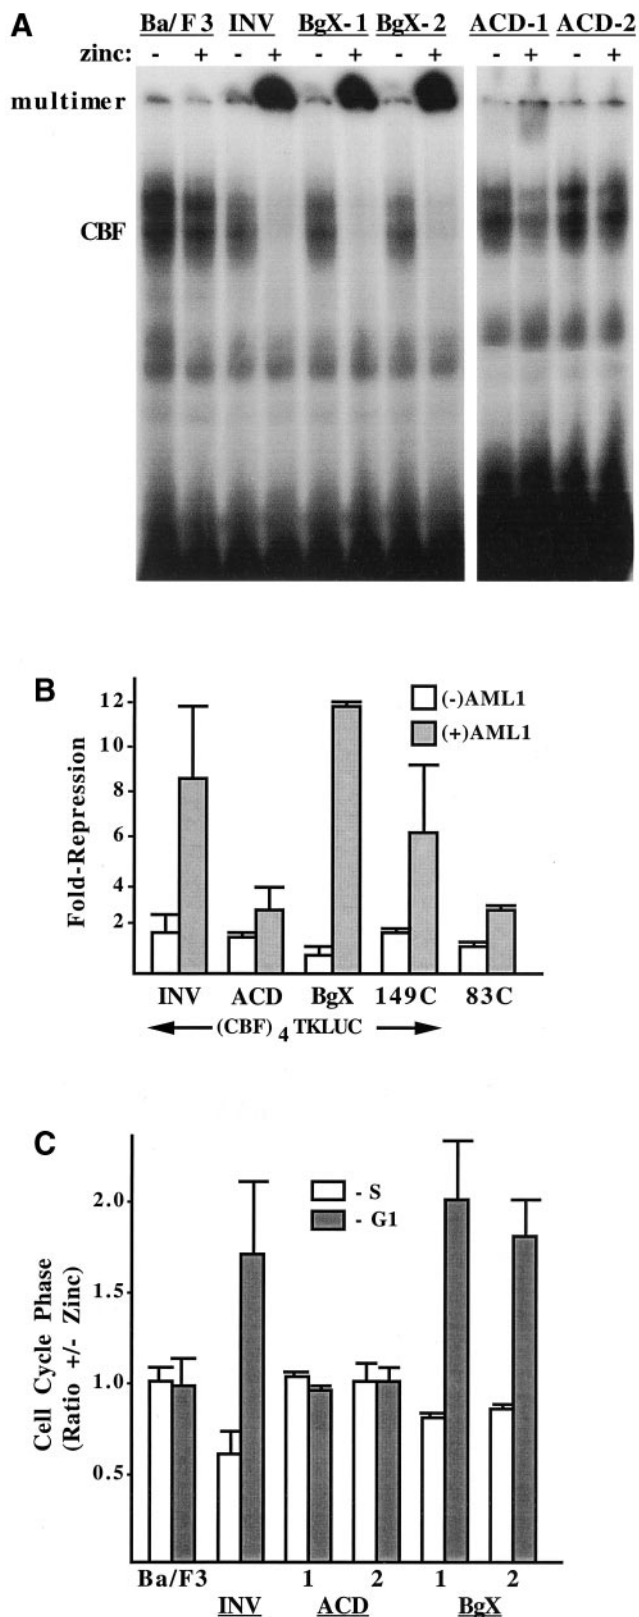 A
Ba/F3 INV BgX-1 BgX-2 ACD-1 ACD-2
zinc: - + - + - + - + - + - +
multimer
CBF
B
Fold-Repression
12
10
8
6
4
2
(-)AML1
(+)AML1
INV ACD BgX 149C 83C
(CBF)4TKLUC
C
Cell Cycle Phase
(Ratio +/- Zinc)
2.0
1.5
1.0
0.5
- S
- G1
Ba/F3 1 2 1 2
INV ACD BgX